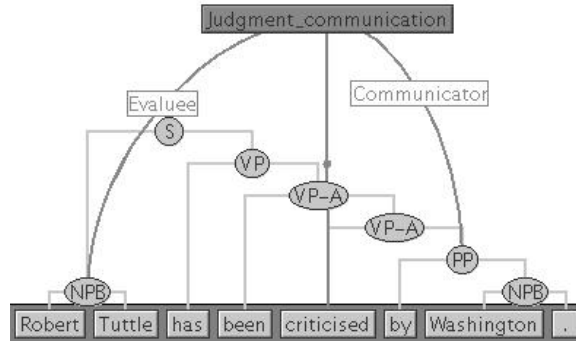 Judgment_communication
Evaluee
Communicator
S
VP
VP-A
VP-A
PP
NPB
NPB
Robert Tuttle has been criticised by Washington .